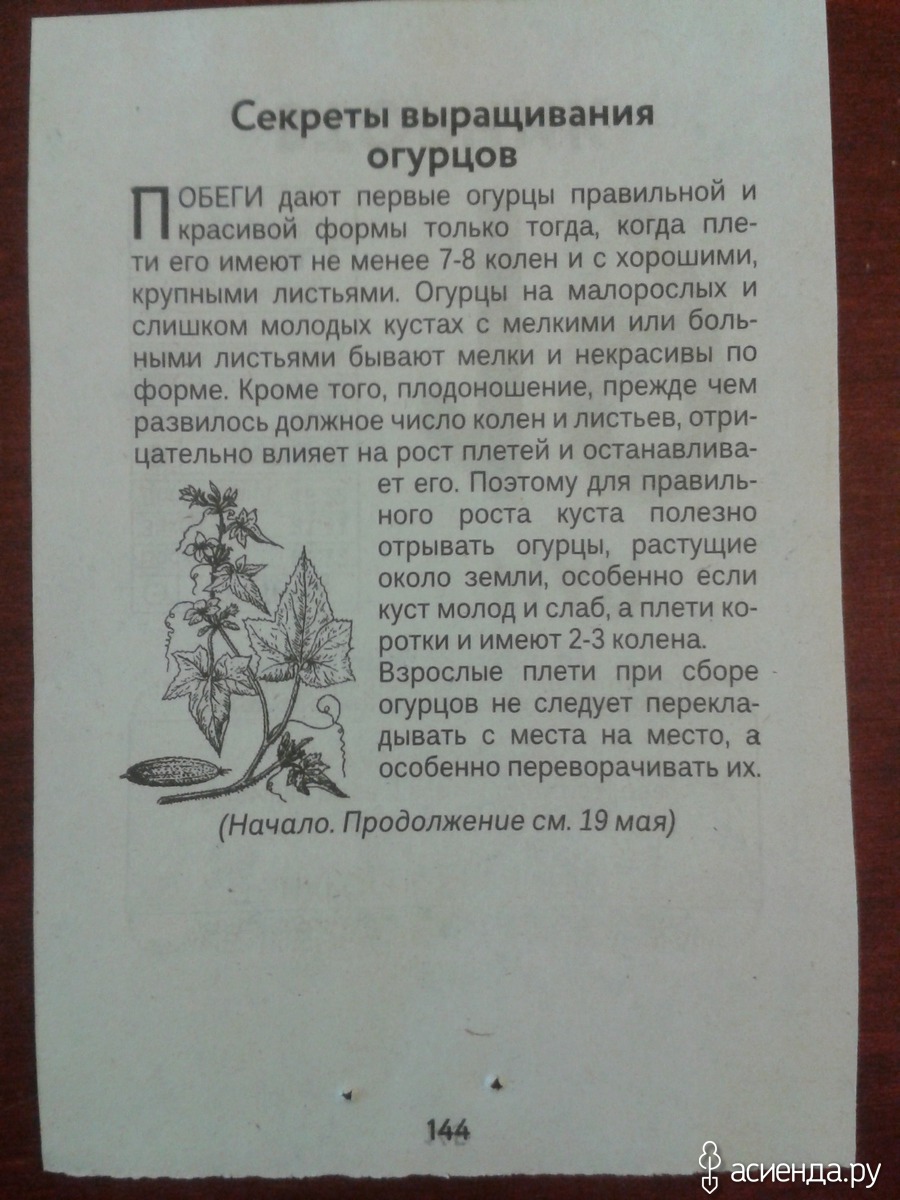 Секреты выращивания
огурцов
ПОБЕГИ дают первые огурцы правильной и
красивой формы только тогда, когда пле-
ти его имеют не менее 7-8 колен и с хорошими,
крупными листьями. Огурцы на малорослых и
слишком молодых кустах с мелкими или боль-
ными листьями бывают мелки и некрасивы по
форме. Кроме того, плодоношение, прежде чем
развилось должное число колен и листьев, отри-
цательно влияет на рост плетей и останавлива-
ет его. Поэтому для правиль-
ного роста куста полезно
отрывать огурцы, растущие
около земли, особенно если
куст молод и слаб, а плети ко-
ротки и имеют 2-3 колена.
Взрослые плети при сборе
огурцов не следует перекла-
дывать с места на место, а
особенно переворачивать их.
(Начало. Продолжение см. 19 мая)
144
асиенда.ру